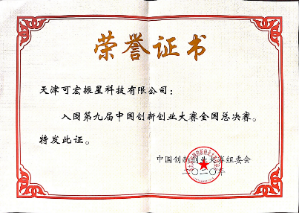 荣誉证书
天津可宏振星科技有限公司：
入围第九届中国创新创业大赛全国总决赛。
特发此证。
中国创新创业大赛组委会